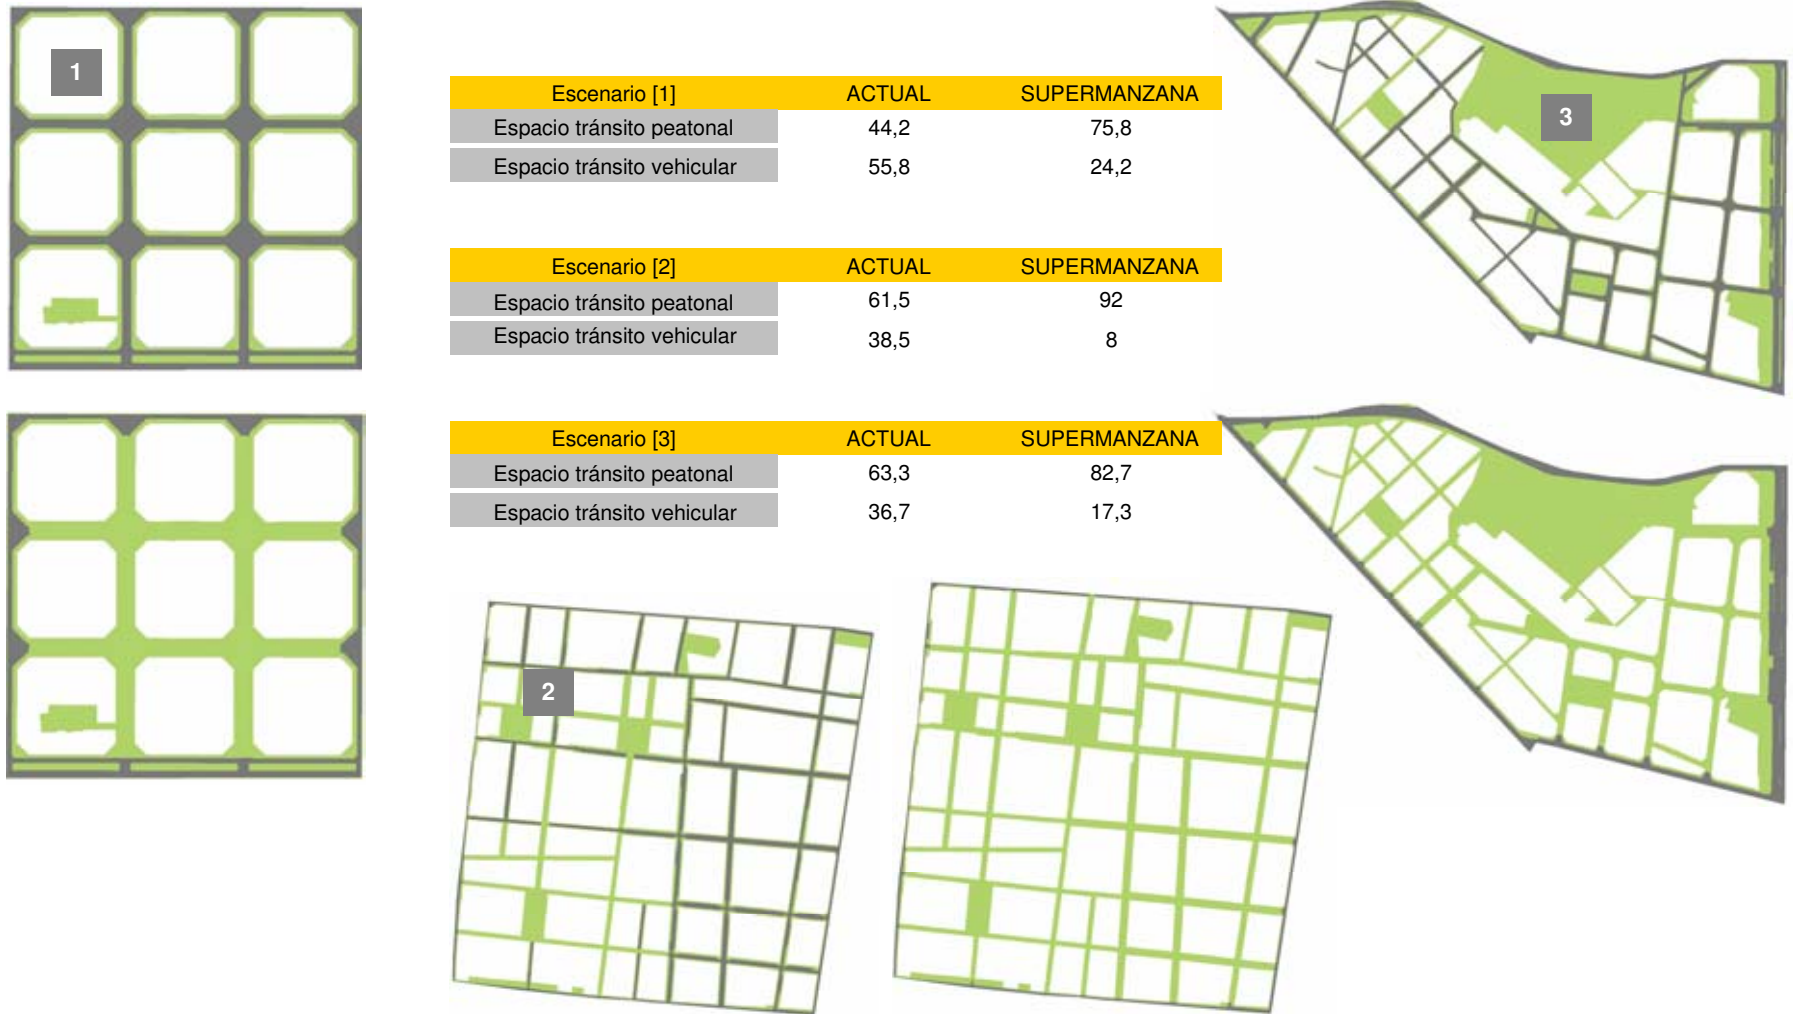 1
Escenario [1] ACTUAL SUPERMANZANA
Espacio tránsito peatonal 44,2 75,8
Espacio tránsito vehicular 55,8 24,2
3
Escenario [2] ACTUAL SUPERMANZANA
Espacio tránsito peatonal 61,5 92
Espacio tránsito vehicular 38,5 8
Escenario [3] ACTUAL SUPERMANZANA
Espacio tránsito peatonal 63,3 82,7
Espacio tránsito vehicular 36,7 17,3
2